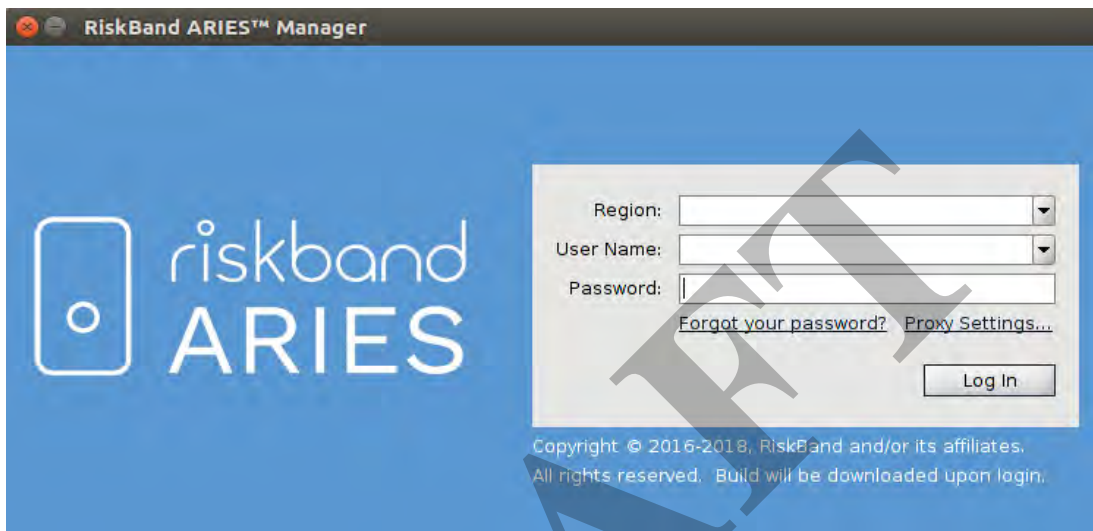 RiskBand ARIES™ Manager
riskband
ARIES
Region:
User Name:
Password:
Forgot your password? Proxy Settings...
Log In
Copyright © 2016-2018, RiskBand and/or its affiliates.
All rights reserved. Build will be downloaded upon login.
AFT